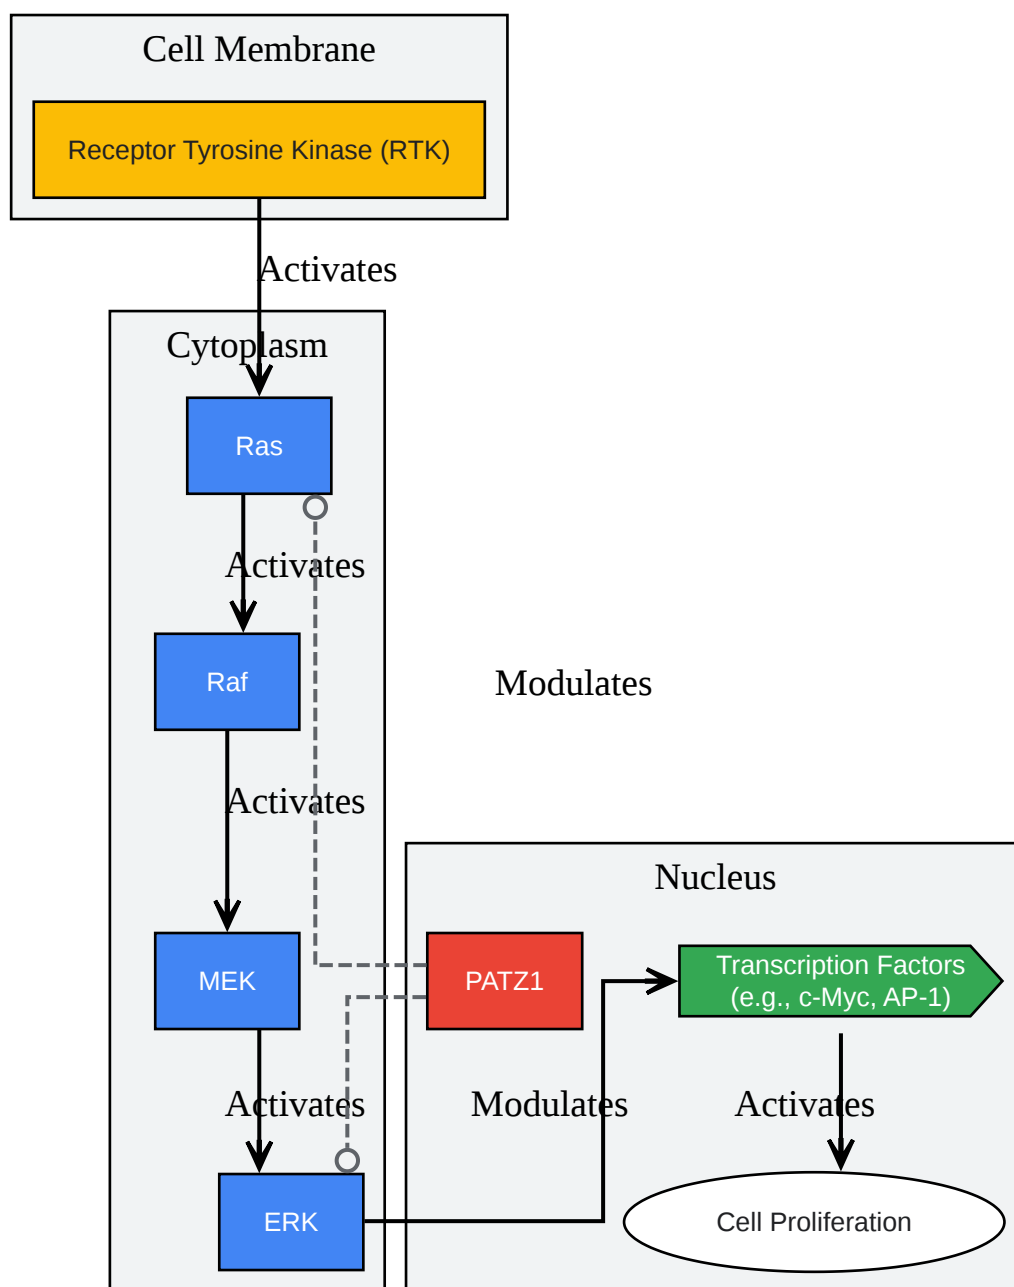 Cell Membrane
Receptor Tyrosine Kinase (RTK)
Activates
Cytoplasm
Ras
Activates
Raf
Modulates
Activates
Nucleus
MEK
PATZ1
Transcription Factors
(e.g., c-Myc, AP-1)
Activates
Modulates
Activates
ERK
Cell Proliferation